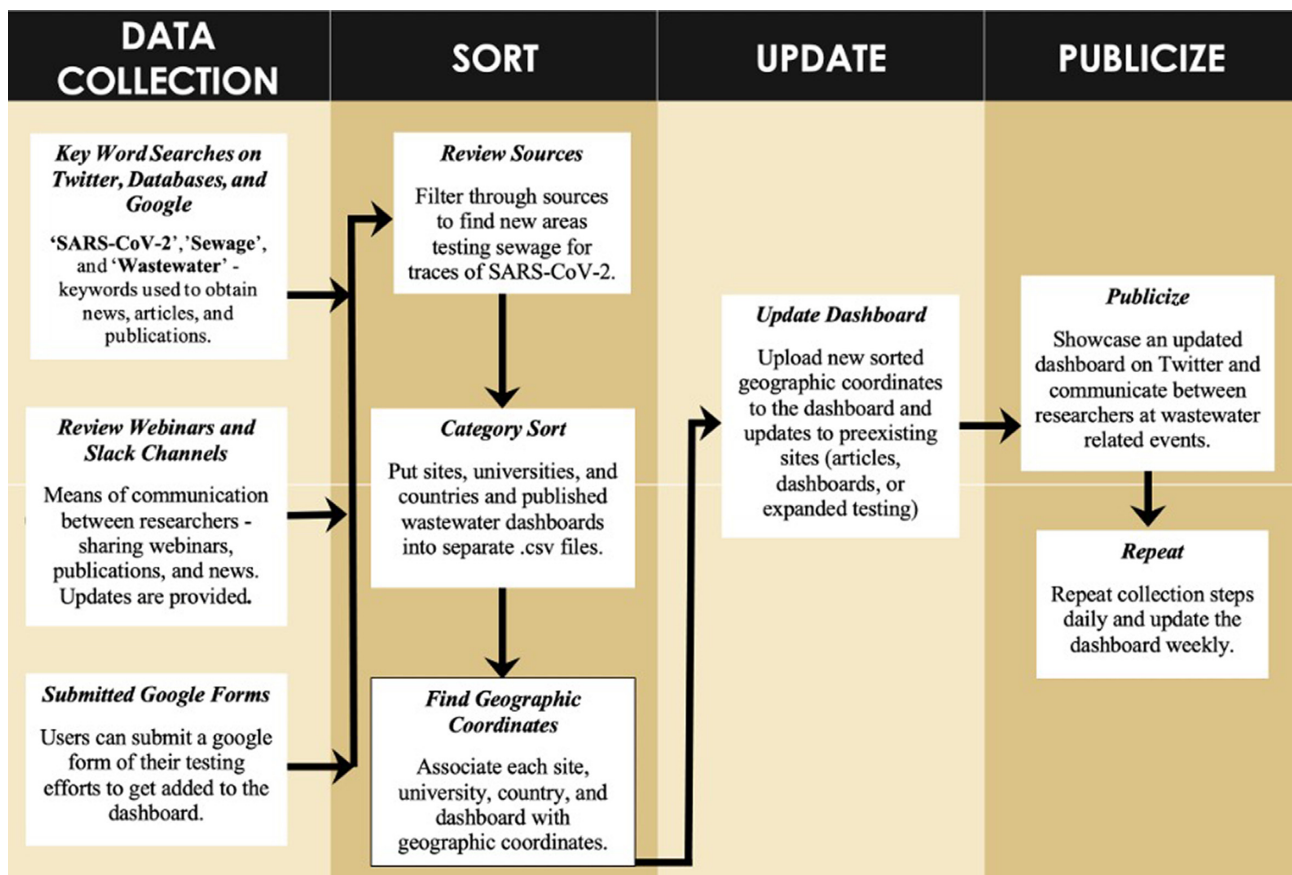 DATA
COLLECTION
SORT
UPDATE
PUBLICIZE
Key Word Searches on
Twitter, Databases, and
Google
‘SARS-CoV-2’,’Sewage’,
and ‘Wastewater’ -
keywords used to obtain
news, articles, and
publications.
Review Webinars and
Slack Channels
Means of communication
between researchers -
sharing webinars,
publications, and news.
Updates are provided.
Submitted Google Forms
Users can submit a google
form of their testing
efforts to get added to the
dashboard.
Review Sources
Filter through sources
to find new areas
testing sewage for
traces of SARS-CoV-2.
Category Sort
Put sites, universities, and
countries and published
wastewater dashboards
into separate .csv files.
Find Geographic
Coordinates
Associate each site,
university, country, and
dashboard with
geographic coordinates.
Update Dashboard
Upload new sorted
geographic coordinates
to the dashboard and
updates to preexisting
sites (articles,
dashboards, or
expanded testing)
Publicize
Showcase an updated
dashboard on Twitter and
communicate between
researchers at wastewater
related events.
Repeat
Repeat collection steps
daily and update the
dashboard weekly.